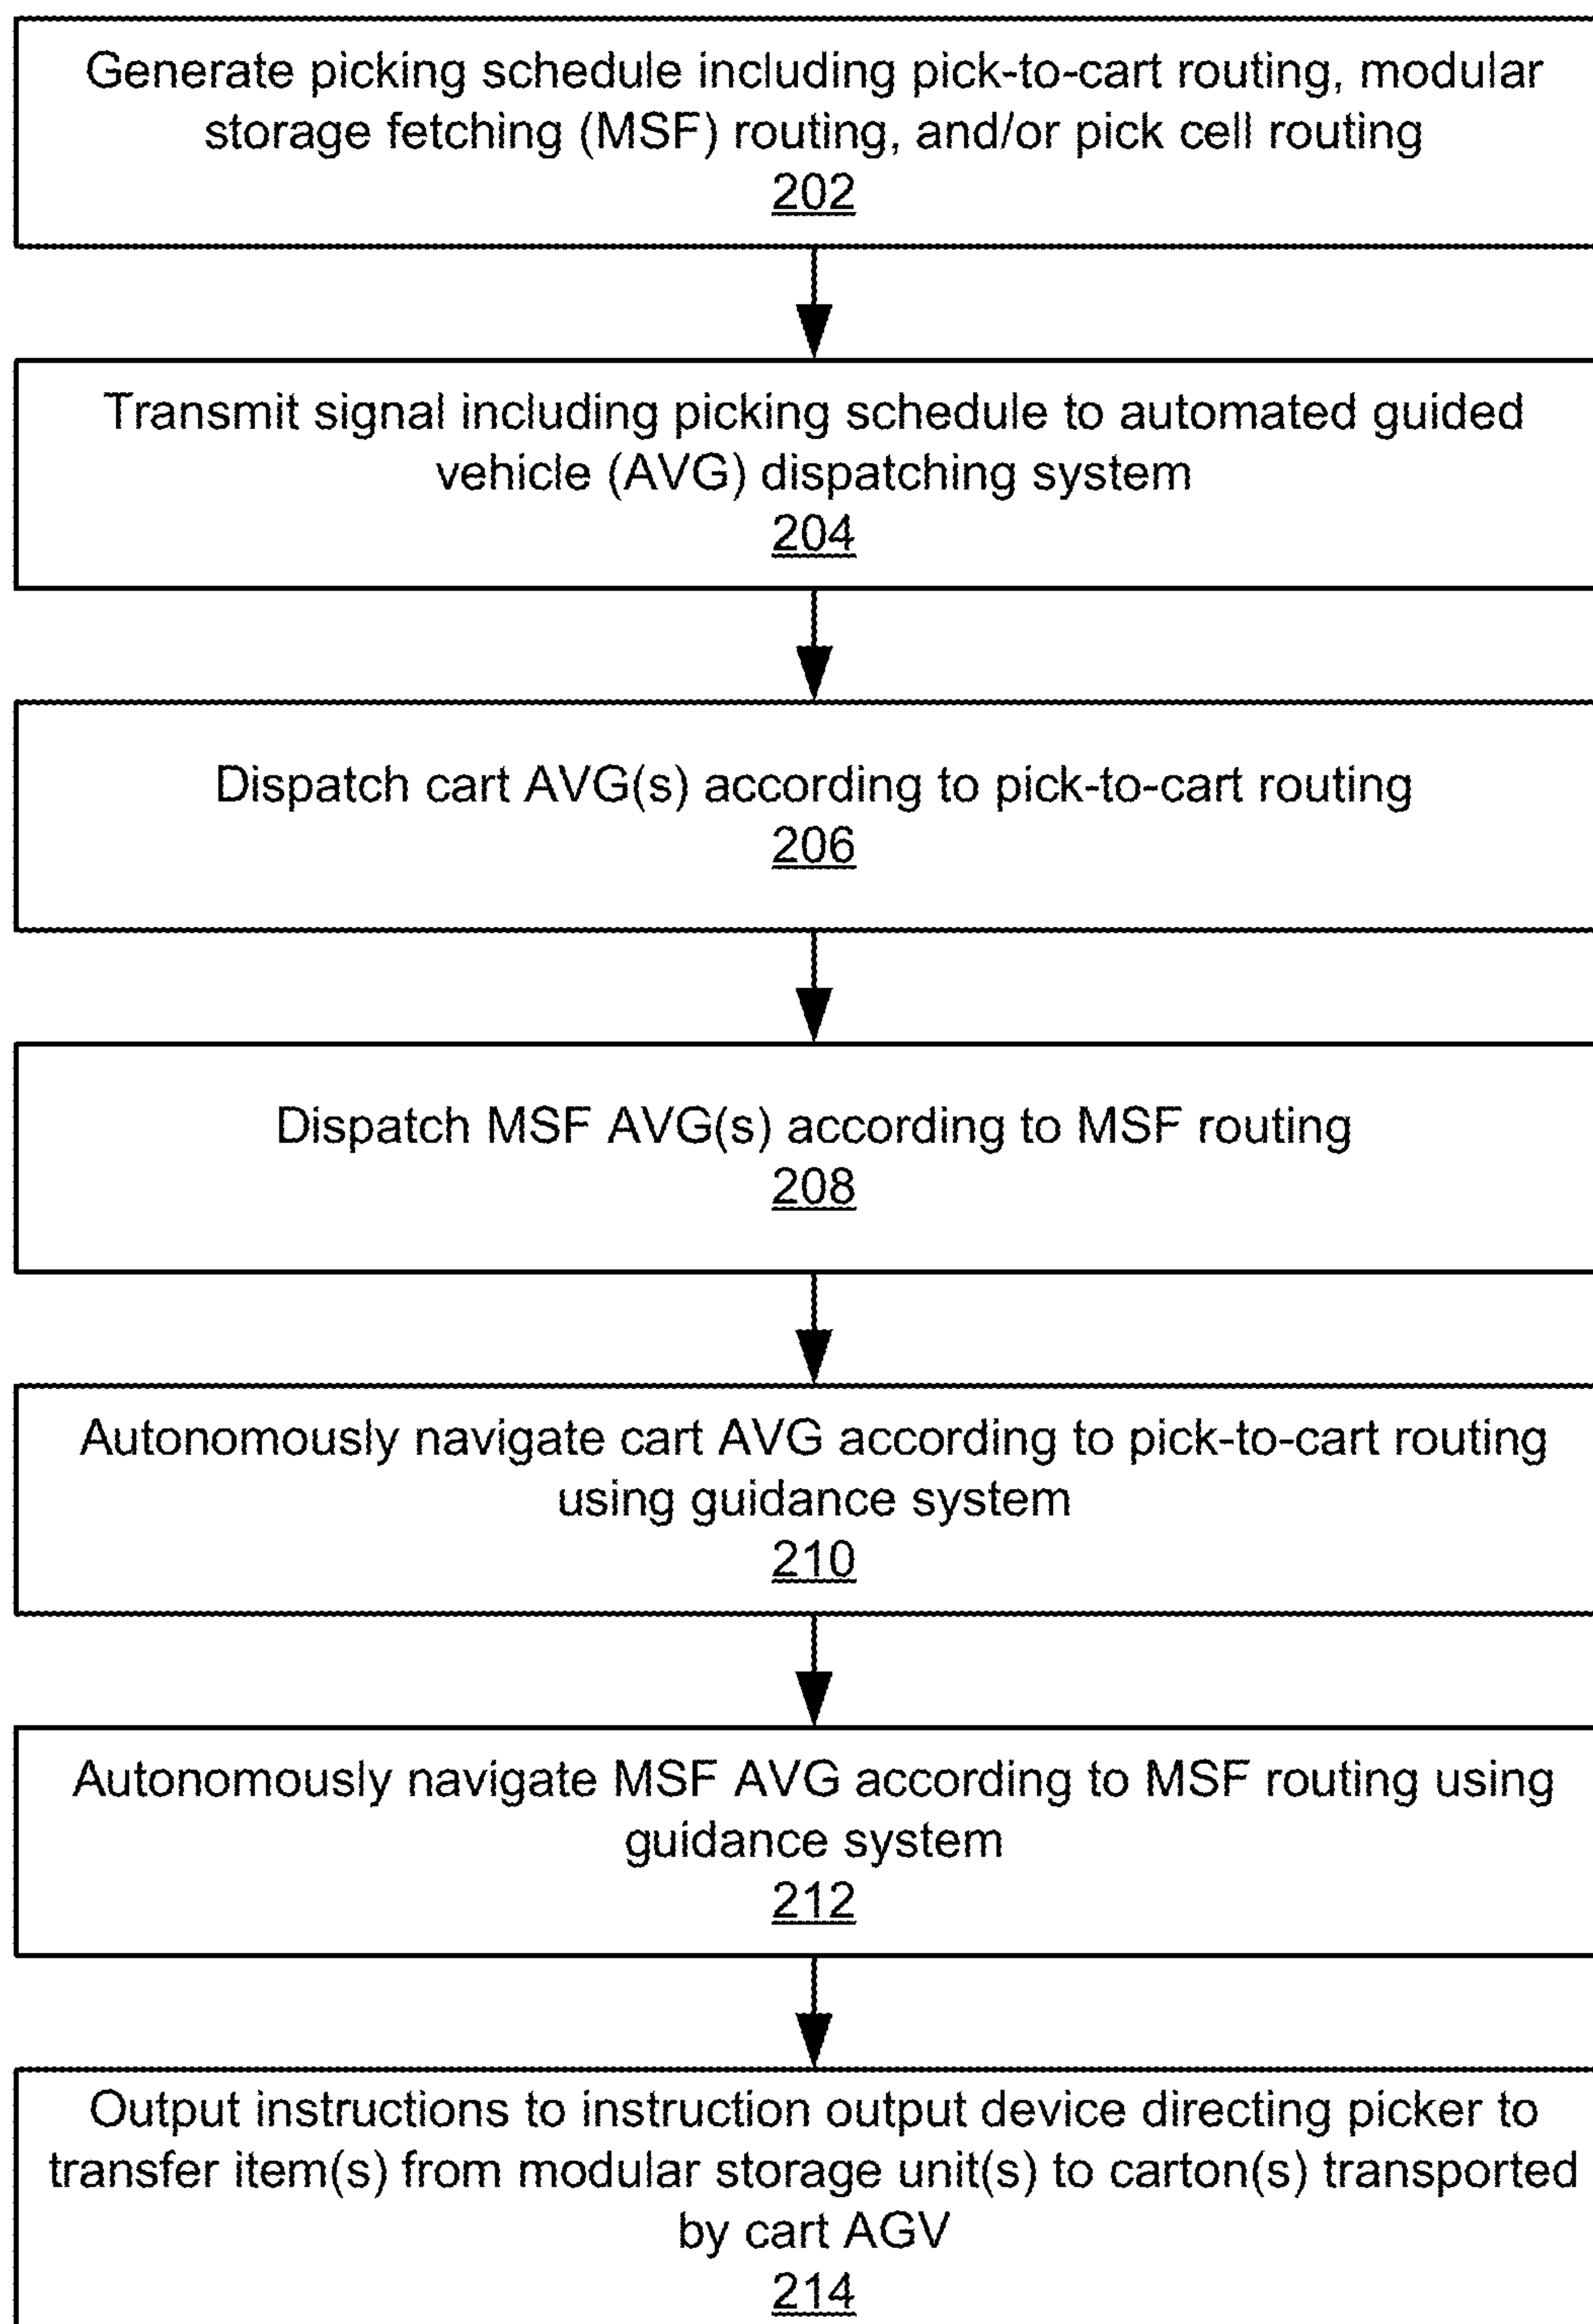 Generate picking schedule including pick-to-cart routing, modular
storage fetching (MSF) routing, and/or pick cell routing
202
Transmit signal including picking schedule to automated guided
vehicle (AVG) dispatching system
204
Dispatch cart AVG(s) according to pick-to-cart routing
206
Dispatch MSF AVG(s) according to MSF routing
208
Autonomously navigate cart AVG according to pick-to-cart routing
using guidance system
210
Autonomously navigate MSF AVG according to MSF routing using
guidance system
212
Output instructions to instruction output device directing picker to
transfer item(s) from modular storage unit(s) to carton(s) transported
by cart AGV
214